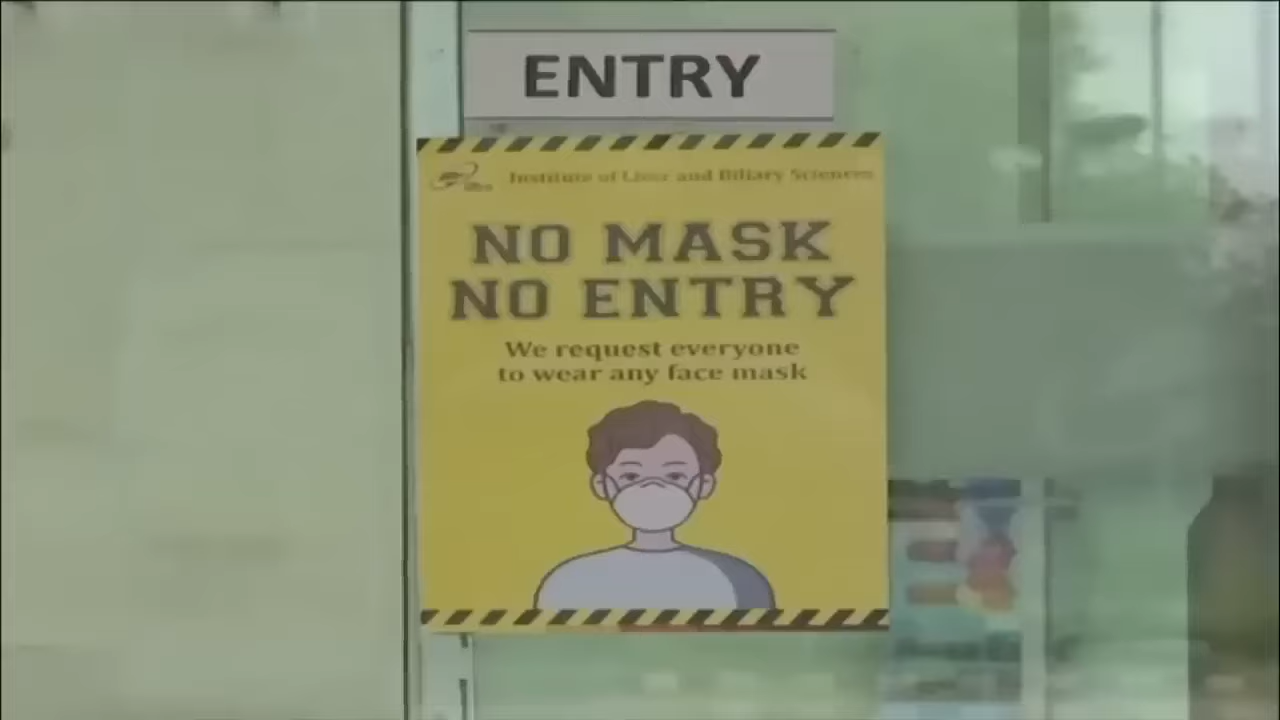 ENTRY
Institute of Liver and Biliary Sciences
NO MASK
NO ENTRY
We request everyone
to wear any face mask